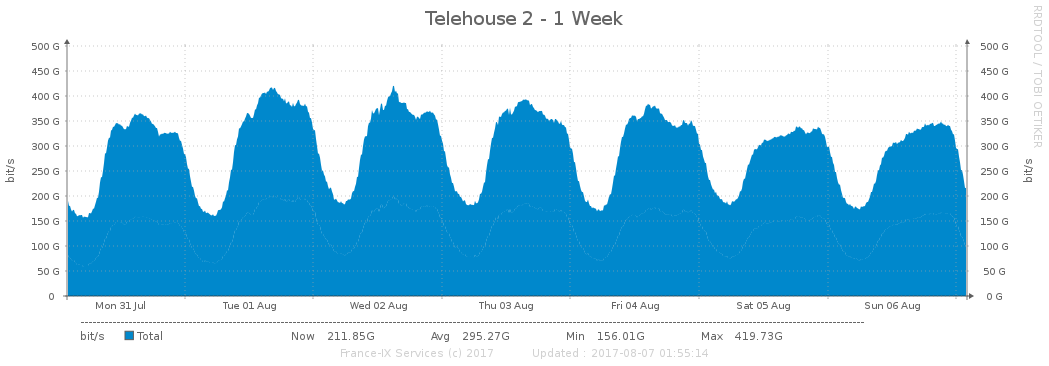 Telehouse 2 - 1 Week
RRDTOOL / TOBI OETIKER
500 G 500 G
450 G 450 G
400 G 400 G
350 G 350 G
300 G 300 G
250 G 250 G
200 G 200 G
150 G 150 G
100 G 100 G
50 G 50 G
0 0 G
bit/s bit/s
Mon 31 Jul Tue 01 Aug Wed 02 Aug Thu 03 Aug Fri 04 Aug Sat 05 Aug Sun 06 Aug
bit/s Total Now 211.85G Avg 295.27G Min 156.01G Max 419.73G
France-IX Services (c) 2017 Updated : 2017-08-07 01:55:14